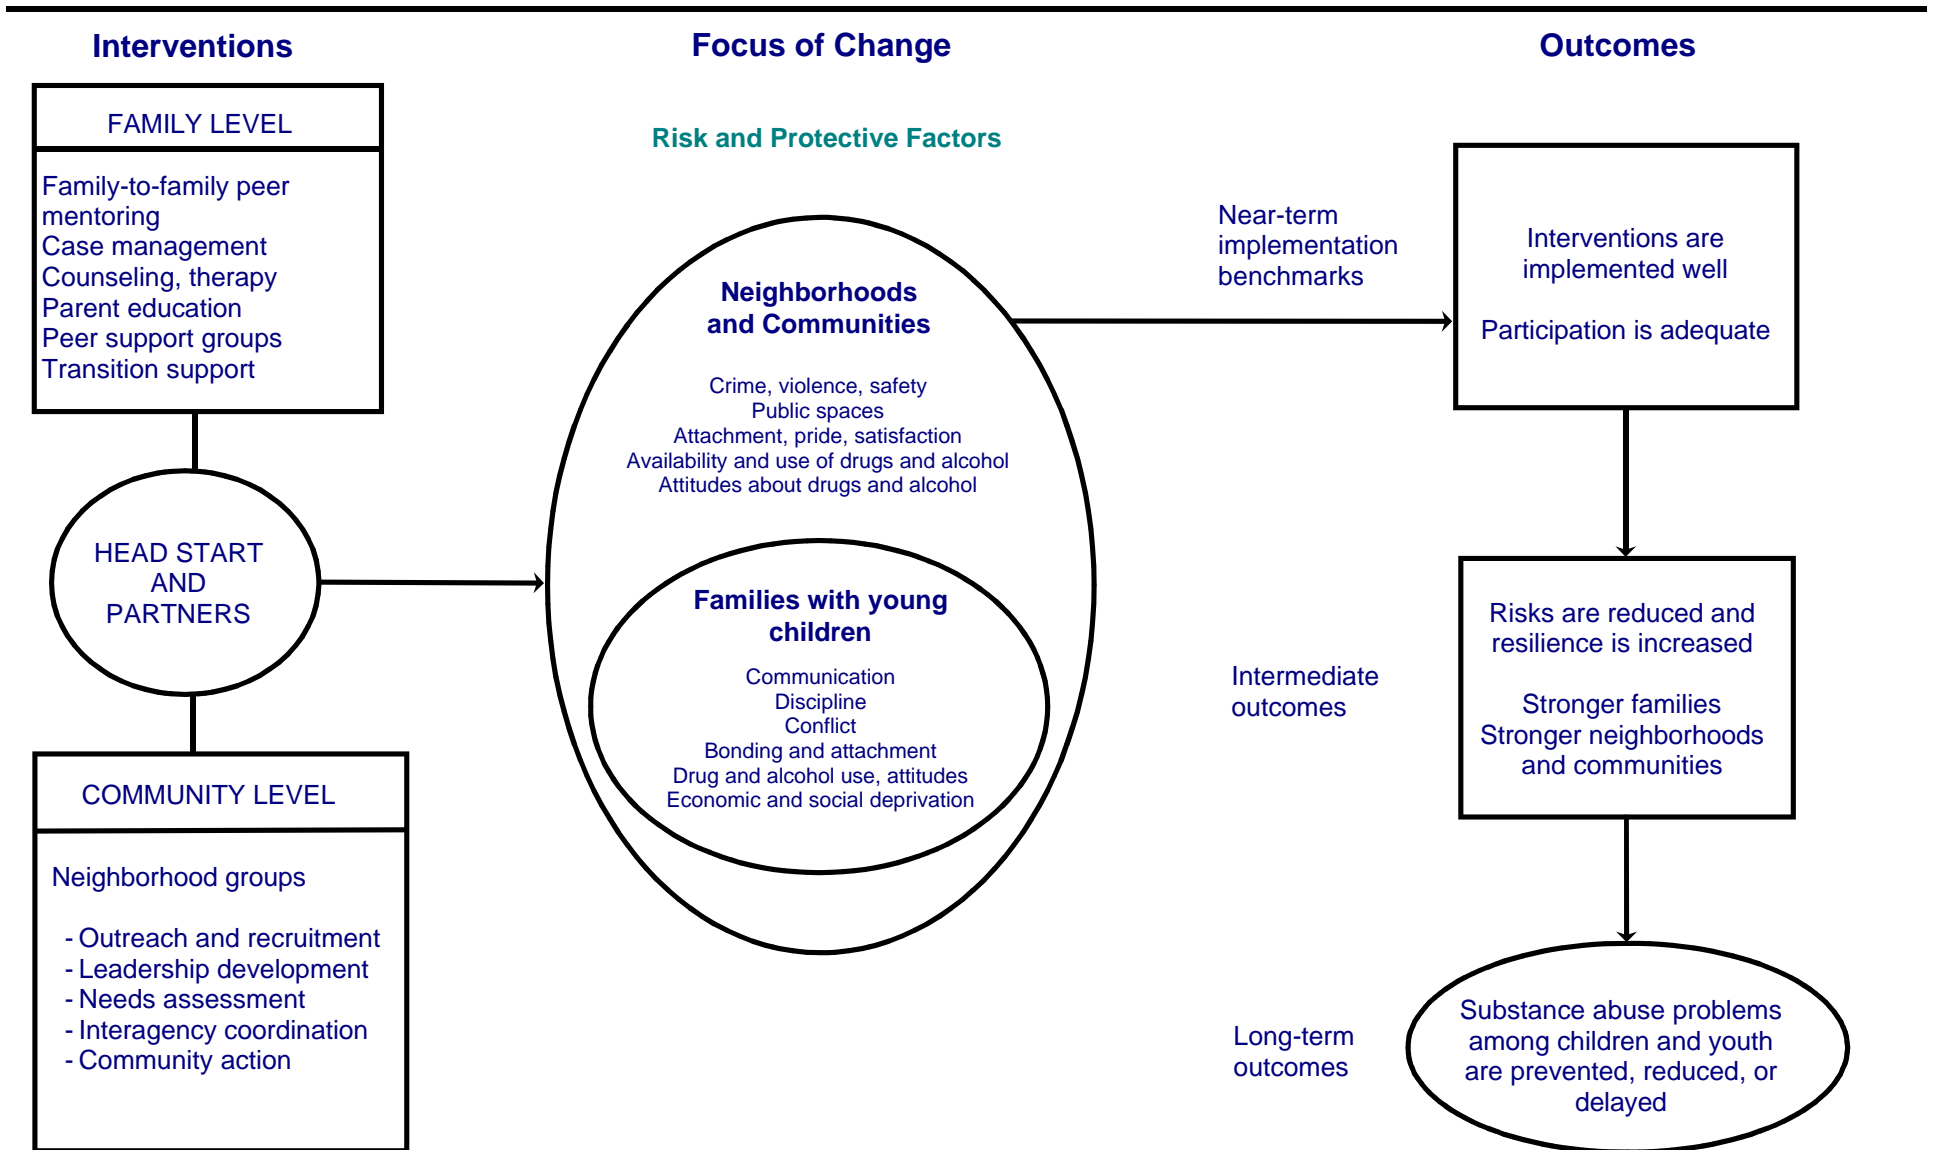 Interventions
Focus of Change
Outcomes
FAMILY LEVEL
Family-to-family peer
mentoring
Case management
Counseling, therapy
Parent education
Peer support groups
Transition support
HEAD START
AND
PARTNERS
COMMUNITY LEVEL
Neighborhood groups
- Outreach and recruitment
- Leadership development
- Needs assessment
- Interagency coordination
- Community action
Risk and Protective Factors
Neighborhoods
and Communities
Crime, violence, safety
Public spaces
Attachment, pride, satisfaction
Availability and use of drugs and alcohol
Attitudes about drugs and alcohol
Families with young
children
Communication
Discipline
Conflict
Bonding and attachment
Drug and alcohol use, attitudes
Economic and social deprivation
Near-term
implementation
benchmarks
Interventions are
implemented well
Participation is adequate
Intermediate
outcomes
Risks are reduced and
resilience is increased
Stronger families
Stronger neighborhoods
and communities
Long-term
outcomes
Substance abuse problems
among children and youth
are prevented, reduced, or
delayed